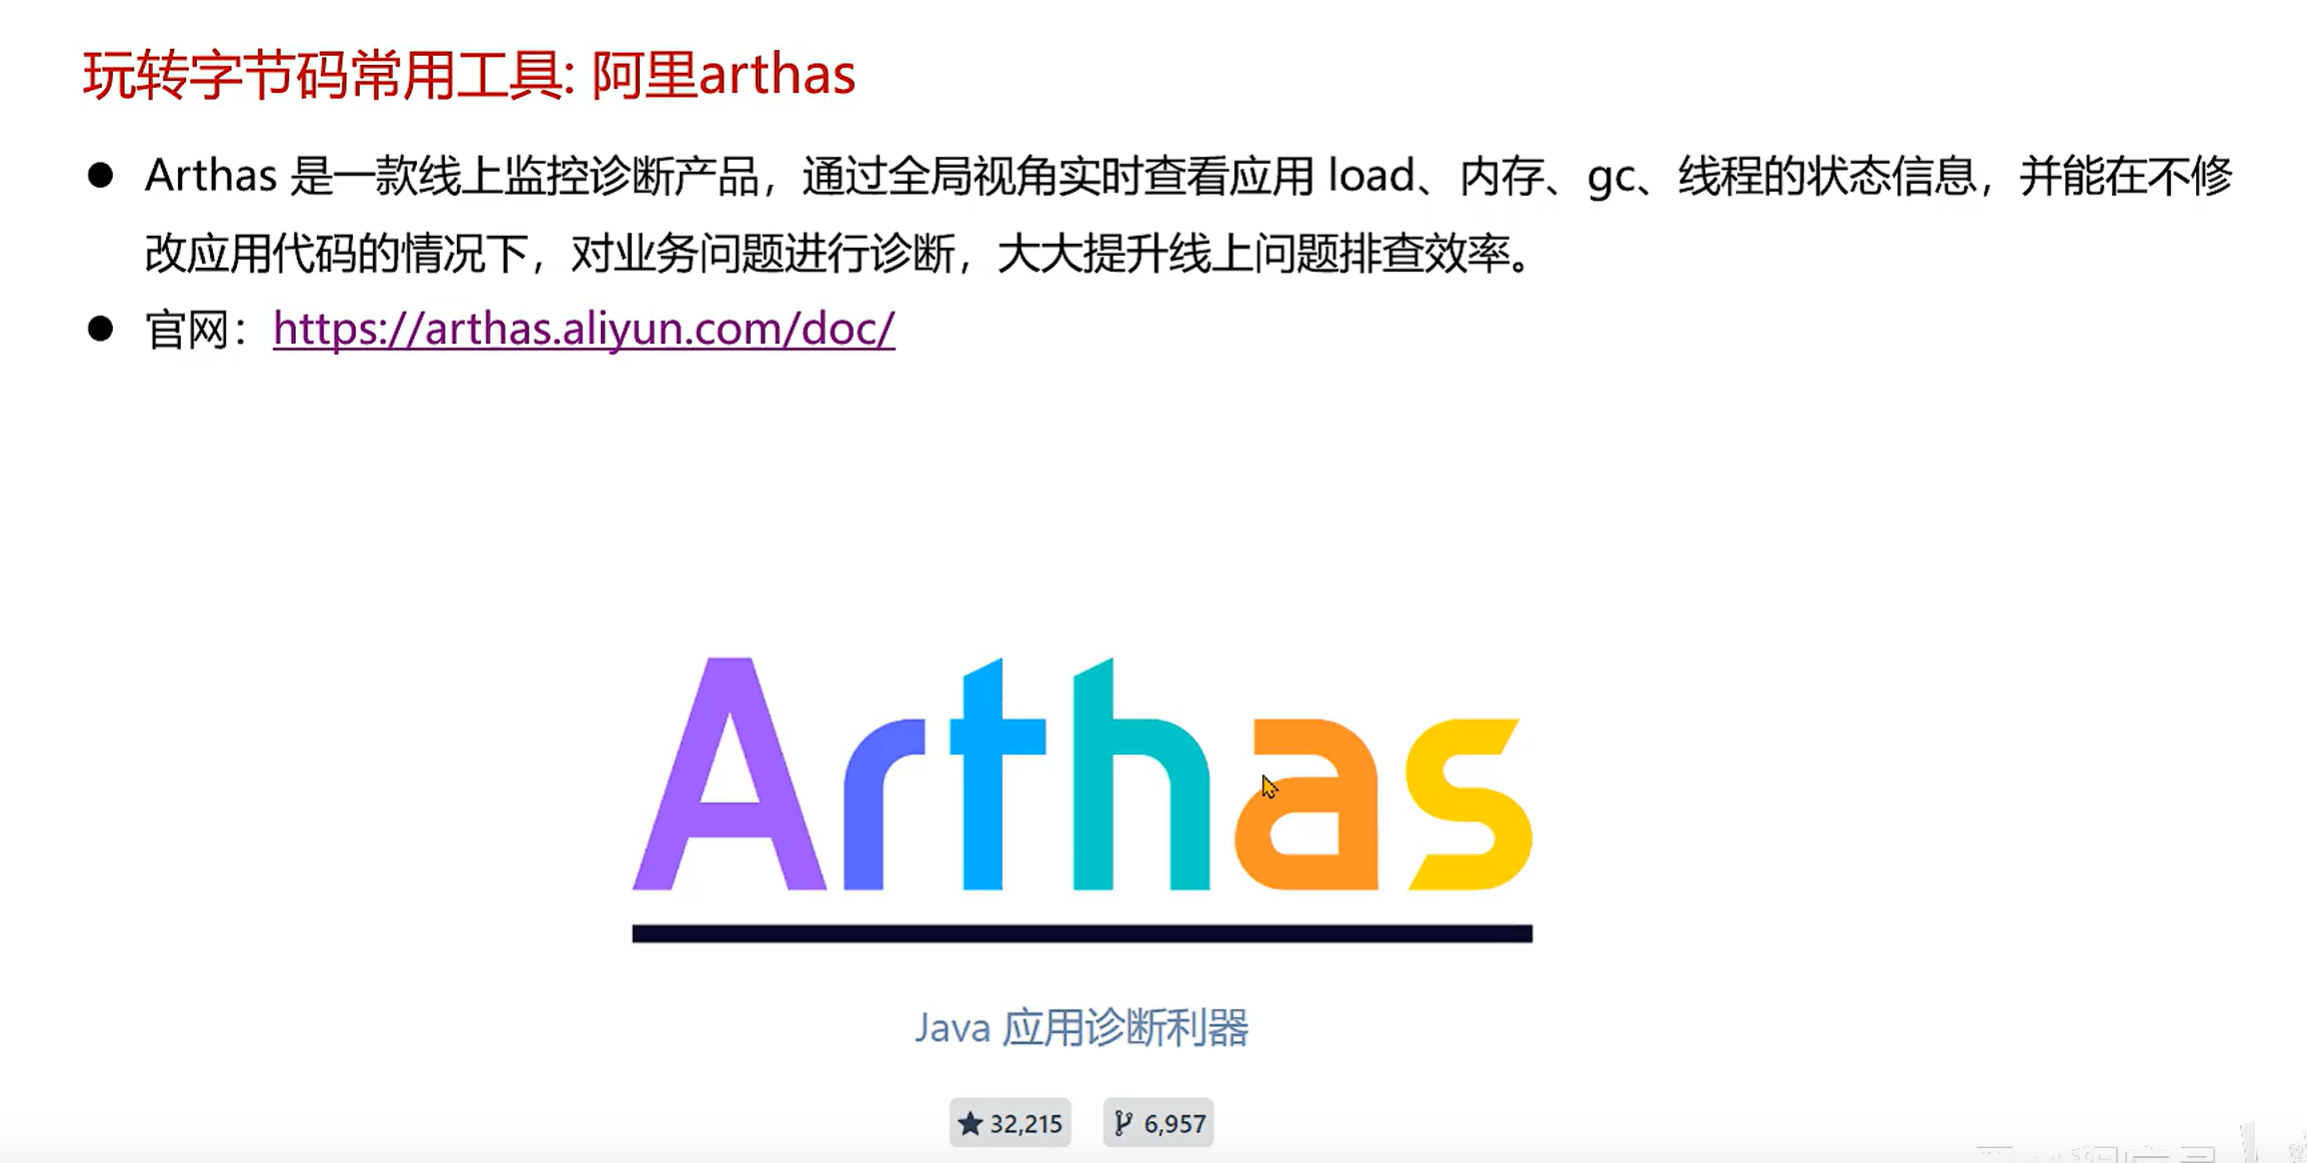 玩转字节码常用工具: 阿里arthas
● Arthas 是一款线上监控诊断产品，通过全局视角实时查看应用 load、内存、gc、线程的状态信息，并能在不修
改应用代码的情况下，对业务问题进行诊断，大大提升线上问题排查效率。
● 官网：https://arthas.aliyun.com/doc/
Arthas
Java 应用诊断利器
32,215 6,957